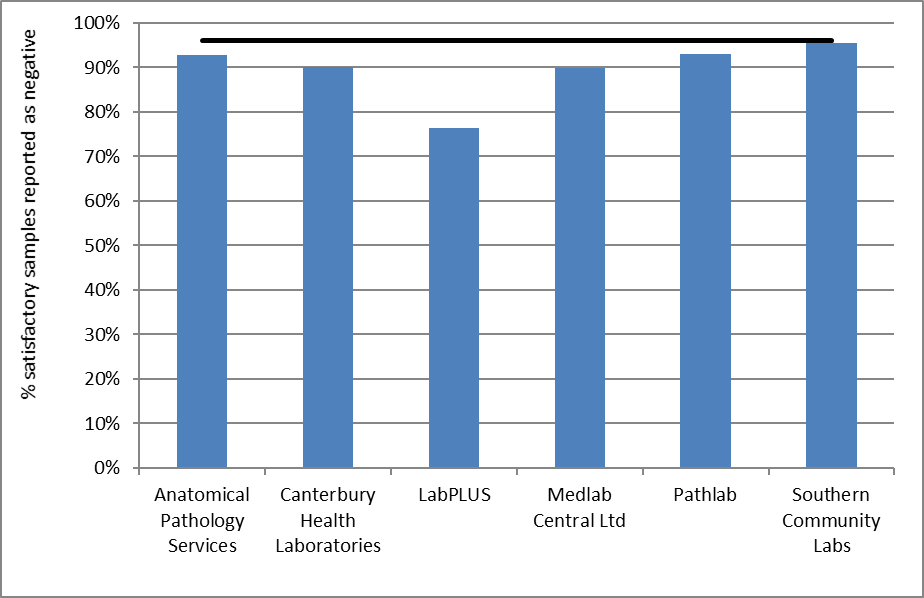 % satisfactory samples reported as negative
100%
90%
80%
70%
60%
50%
40%
30%
20%
10%
0%
Anatomical
Pathology
Services
Canterbury
Health
Laboratories
LabPLUS
Medlab
Central Ltd
Pathlab
Southern
Community
Labs